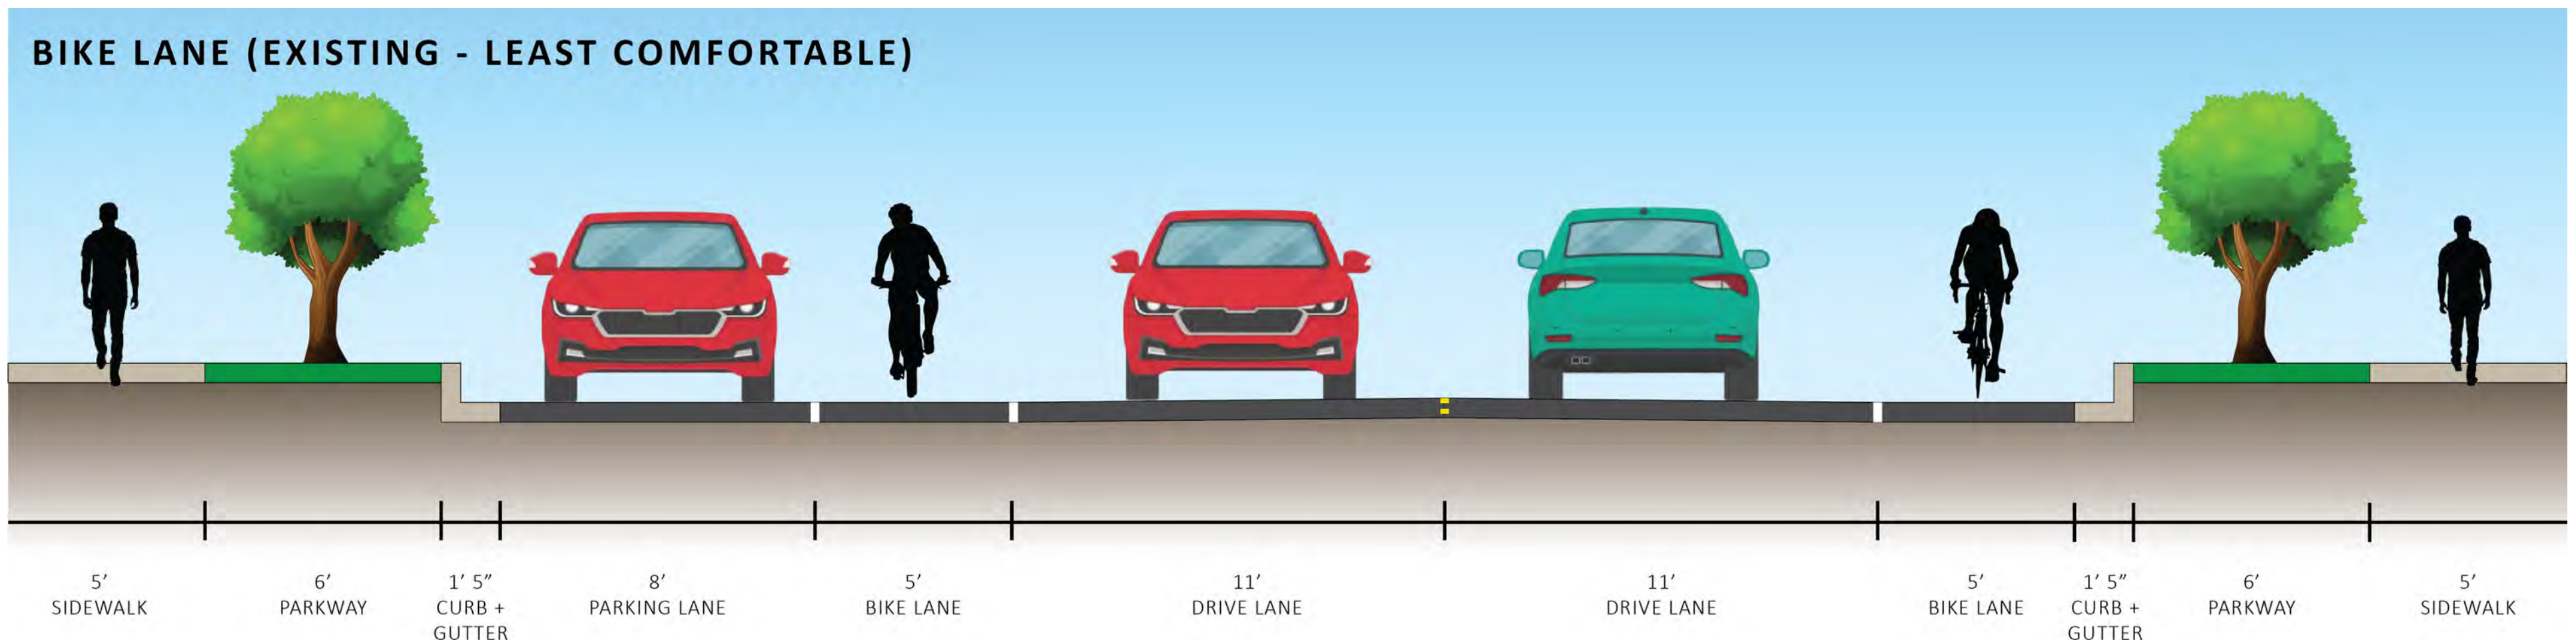 BIKE LANE (EXISTING - LEAST COMFORTABLE)
5’
SIDEWALK
6’
PARKWAY
1’ 5”
CURB +
GUTTER
8’
PARKING LANE
5’
BIKE LANE
11’
DRIVE LANE
11’
DRIVE LANE
5’
BIKE LANE
1’ 5”
CURB +
GUTTER
6’
PARKWAY
5’
SIDEWALK